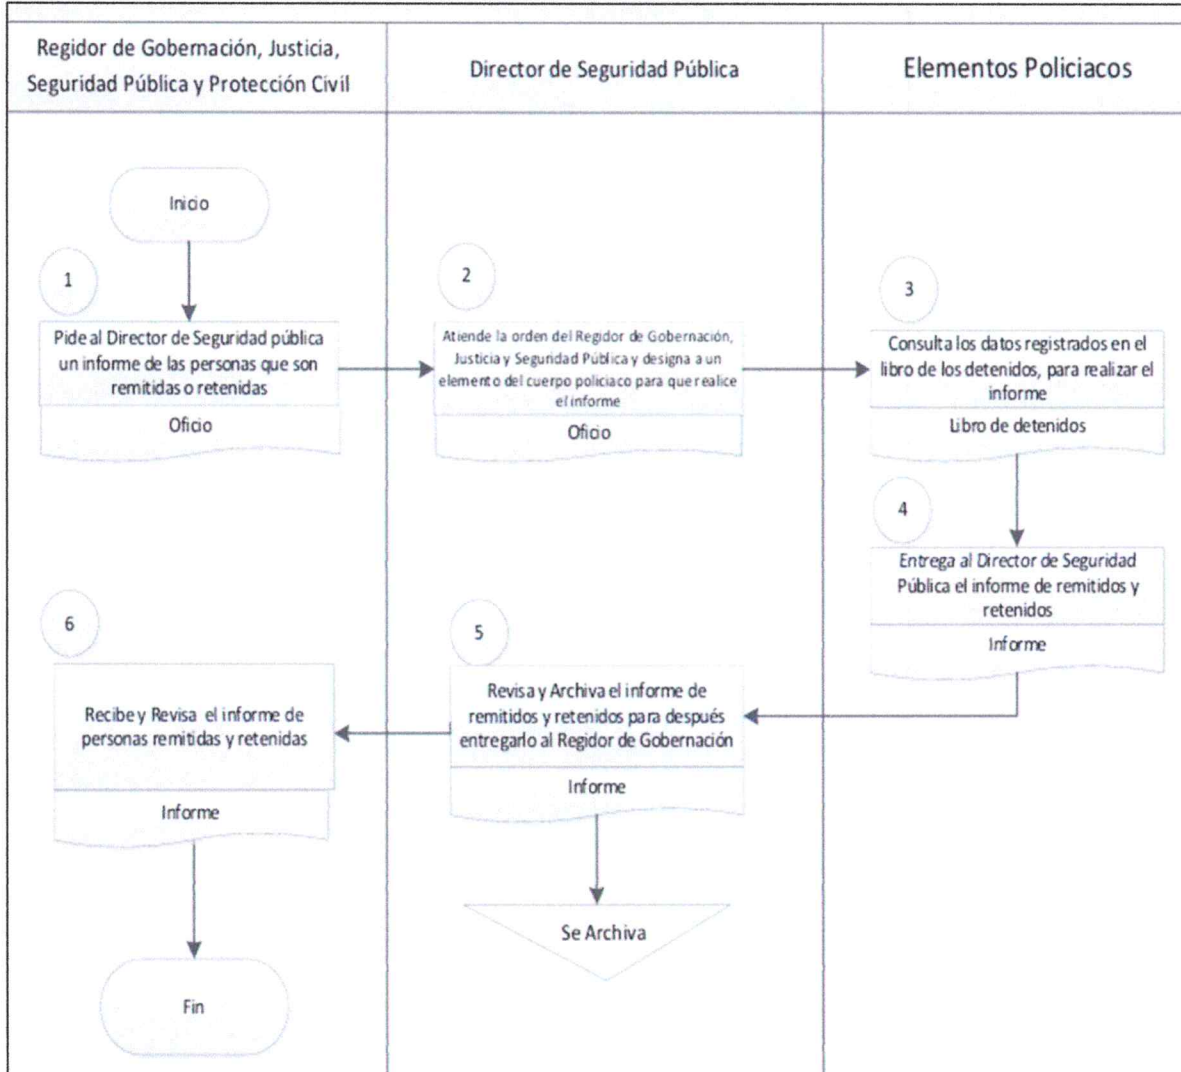 Regidor de Gobernación, Justicia,
Seguridad Pública y Protección Civil
Director de Seguridad Pública
Elementos Policiacos
Inicio
1
Pide al Director de Seguridad pública
un informe de las personas que son
remitidas o retenidas
Oficio
2
Atiende la orden del Regidor de Gobernación,
Justicia y Seguridad Pública y designa a un
elemento del cuerpo policiaco para que realice
el informe
Oficio
3
Consulta los datos registrados en el
libro de los detenidos, para realizar el
informe
Libro de detenidos
4
Entrega al Director de Seguridad
Pública el informe de remitidos y
retenidos
Informe
5
Revisa y Archiva el informe de
remitidos y retenidos para después
entregarlo al Regidor de Gobernación
Informe
Se Archiva
6
Recibe y Revisa el informe de
personas remitidas y retenidas
Informe
Fin